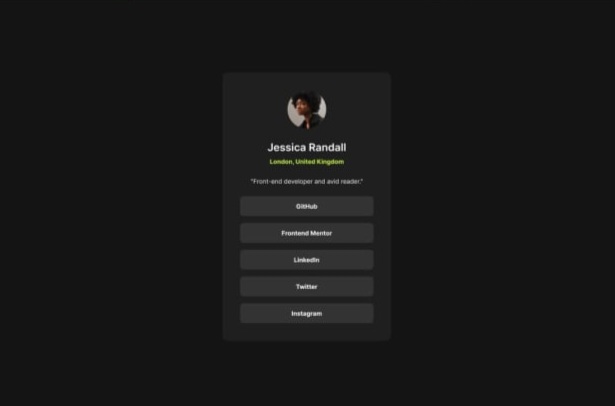 Jessica Randall
London, United Kingdom
"Front-end developer and avid reader."
GitHub
Frontend Mentor
LinkedIn
Twitter
Instagram